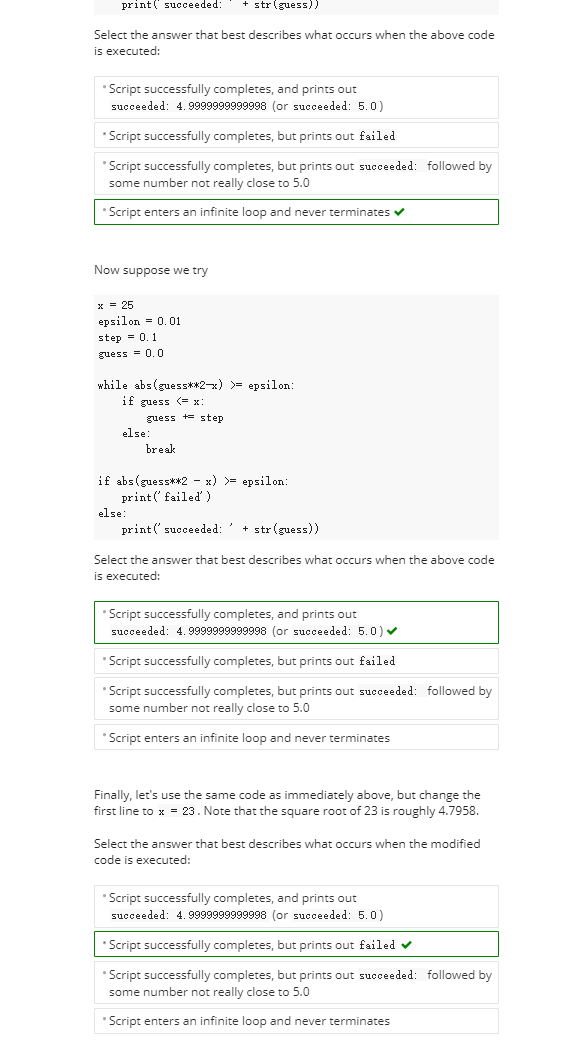 print('succeeded: ' + str(guess))
Select the answer that best describes what occurs when the above code
is executed:
Script successfully completes, and prints out
succeeded: 4.9999999999998 (or succeeded: 5.0)
Script successfully completes, but prints out failed
Script successfully completes, but prints out succeeded: followed by
some number not really close to 5.0
Script enters an infinite loop and never terminates ✔
Now suppose we try
x = 25
epsilon = 0.01
step = 0.1
guess = 0.0
while abs(guess**2-x) >= epsilon:
if guess <= x:
guess += step
else:
break
if abs(guess**2 - x) >= epsilon:
print('failed')
else:
print('succeeded: ' + str(guess))
Select the answer that best describes what occurs when the above code
is executed:
Script successfully completes, and prints out
succeeded: 4.9999999999998 (or succeeded: 5.0) ✔
Script successfully completes, but prints out failed
Script successfully completes, but prints out succeeded: followed by
some number not really close to 5.0
Script enters an infinite loop and never terminates
Finally, let's use the same code as immediately above, but change the
first line to x = 23. Note that the square root of 23 is roughly 4.7958.
Select the answer that best describes what occurs when the modified
code is executed:
Script successfully completes, and prints out
succeeded: 4.9999999999998 (or succeeded: 5.0)
Script successfully completes, but prints out failed ✔
Script successfully completes, but prints out succeeded: followed by
some number not really close to 5.0
Script enters an infinite loop and never terminates